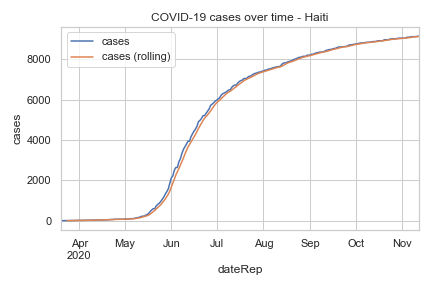 COVID-19 cases over time - Haiti
cases
cases (rolling)
8000
6000
4000
2000
0
cases
Apr
2020
May
Jun
Jul
Aug
Sep
Oct
Nov
dateRep